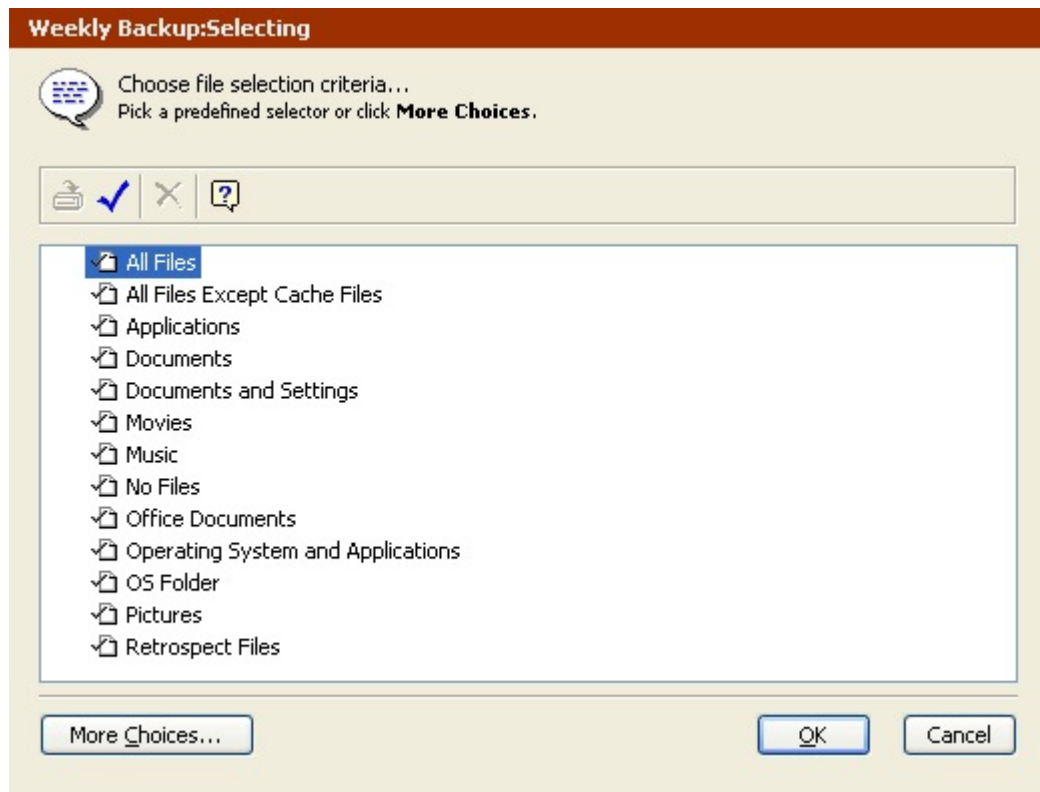 Weekly Backup:Selecting
Choose file selection criteria...
Pick a predefined selector or click More Choices.
All Files
All Files Except Cache Files
Applications
Documents
Documents and Settings
Movies
Music
No Files
Office Documents
Operating System and Applications
OS Folder
Pictures
Retrospect Files
More Choices...
OK
Cancel